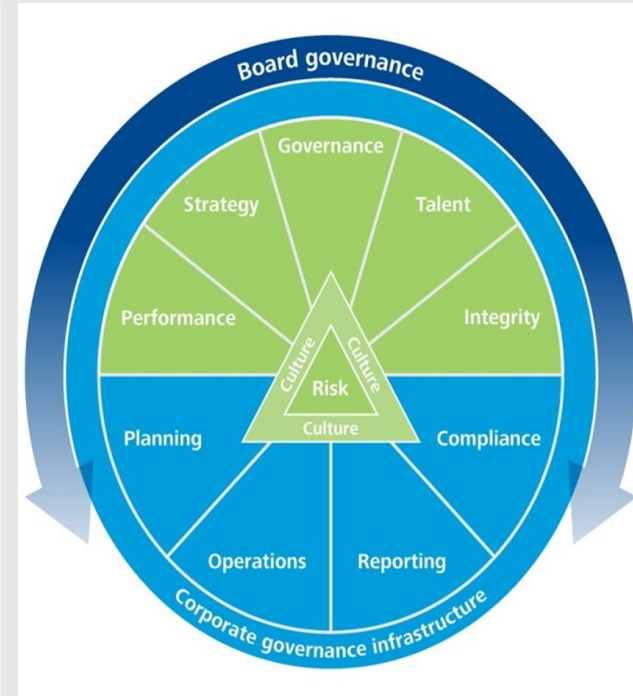 Board governance
Governance
Strategy
Talent
Performance
Integrity
Culture
Culture
Risk
Culture
Planning
Compliance
Operations
Reporting
Corporate governance infrastructure